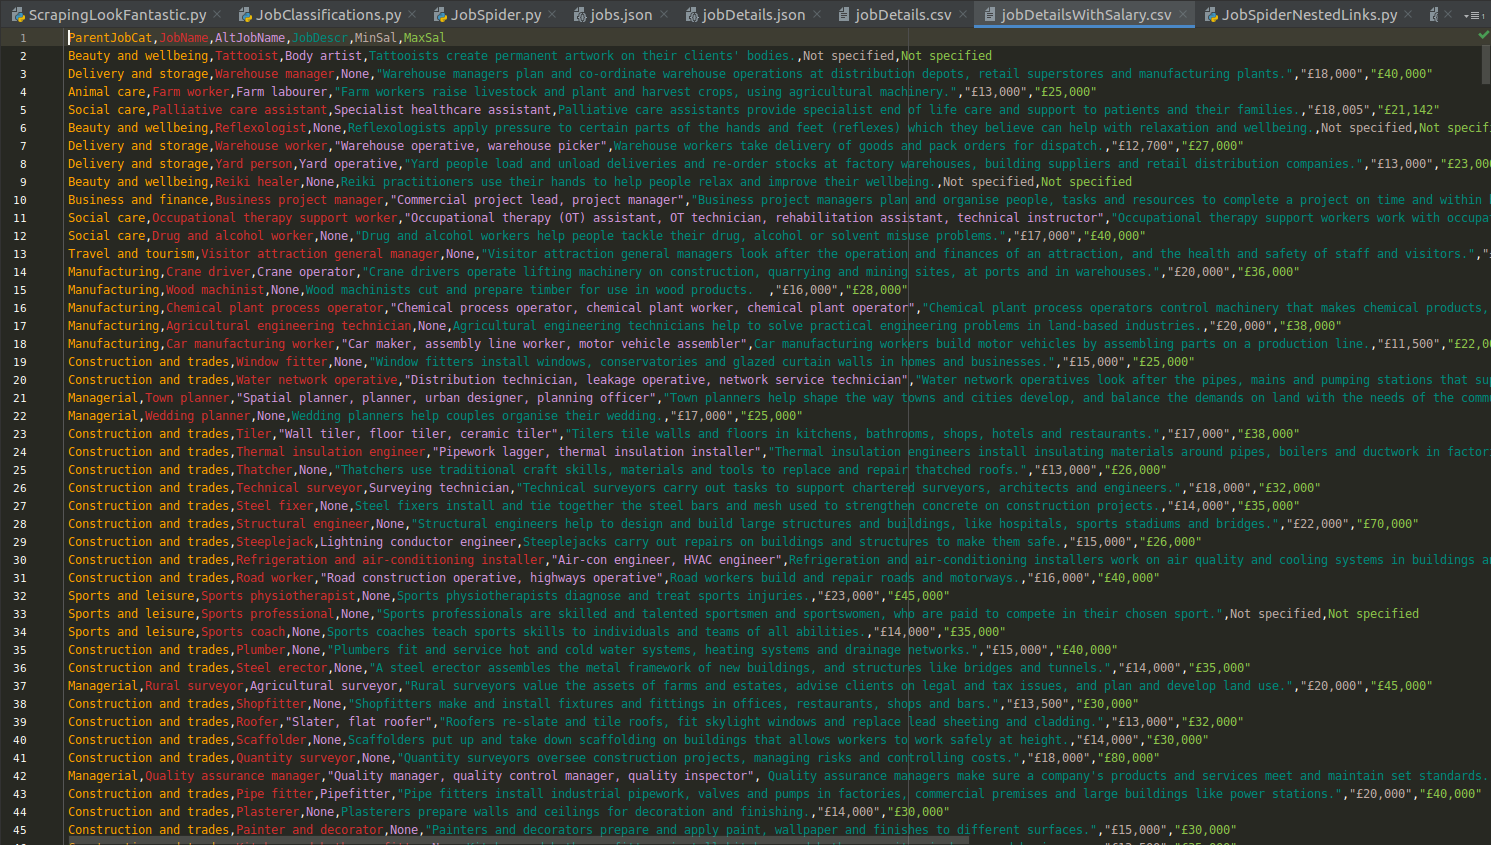 ScrapingLookFantastic.py JobClassifications.py JobSpider.py jobs.json jobDetails.json jobDetails.csv jobDetailsWithSalary.csv JobSpiderNestedLinks.py
1 ParentJobCat,JobName,AltJobName,JobDescr,MinSal,MaxSal
2 Beauty and wellbeing,Tattooist,Body artist,Tattooists create permanent artwork on their clients' bodies.,Not specified,Not specified
3 Delivery and storage,Warehouse manager,None,"Warehouse managers plan and co-ordinate warehouse operations at distribution depots, retail superstores and manufacturing plants.","£18,000","£40,000"
4 Animal care,Farm worker,Farm labourer,"Farm workers raise livestock and plant and harvest crops, using agricultural machinery.","£13,000","£25,000"
5 Social care,Palliative care assistant,Specialist healthcare assistant,Palliative care assistants provide specialist end of life care and support to patients and their families.,"£18,005","£21,142"
6 Beauty and wellbeing,Reflexologist,None,Reflexologists apply pressure to certain parts of the hands and feet (reflexes) which they believe can help with relaxation and wellbeing.,Not specified,Not specif
7 Delivery and storage,Warehouse worker,"Warehouse operative, warehouse picker",Warehouse workers take delivery of goods and pack orders for dispatch.,"£12,700","£27,000"
8 Delivery and storage,Yard person,Yard operative,"Yard people load and unload deliveries and re-order stocks at factory warehouses, building suppliers and retail distribution companies.","£13,000","£23,000
9 Beauty and wellbeing,Reiki healer,None,Reiki practitioners use their hands to help people relax and improve their wellbeing.,Not specified,Not specified
10 Business and finance,Business project manager,"Commercial project lead, project manager","Business project managers plan and organise people, tasks and resources to complete a project on time and within
11 Social care,Occupational therapy support worker,"Occupational therapy (OT) assistant, OT technician, rehabilitation assistant, technical instructor","Occupational therapy support workers work with occupat
12 Social care,Drug and alcohol worker,None,"Drug and alcohol workers help people tackle their drug, alcohol or solvent misuse problems.","£17,000","£40,000"
13 Travel and tourism,Visitor attraction general manager,None,"Visitor attraction general managers look after the operation and finances of an attraction, and the health and safety of staff and visitors.","
14 Manufacturing,Crane driver,Crane operator,"Crane drivers operate lifting machinery on construction, quarrying and mining sites, at ports and in warehouses.","£20,000","£36,000"
15 Manufacturing,Wood machinist,None,Wood machinists cut and prepare timber for use in wood products.  ,"£16,000","£28,000"
16 Manufacturing,Chemical plant process operator,"Chemical process operator, chemical plant worker, chemical plant operator","Chemical plant process operators control machinery that makes chemical products,
17 Manufacturing,Agricultural engineering technician,None,Agricultural engineering technicians help to solve practical engineering problems in land-based industries.,"£20,000","£38,000"
18 Manufacturing,Car manufacturing worker,"Car maker, assembly line worker, motor vehicle assembler",Car manufacturing workers build motor vehicles by assembling parts on a production line.,"£11,500","£22,00
19 Construction and trades,Window fitter,None,"Window fitters install windows, conservatories and glazed curtain walls in homes and businesses.","£15,000","£25,000"
20 Construction and trades,Water network operative,"Distribution technician, leakage operative, network service technician","Water network operatives look after the pipes, mains and pumping stations that sup
21 Managerial,Town planner,"Spatial planner, planner, urban designer, planning officer","Town planners help shape the way towns and cities develop, and balance the demands on land with the needs of the comm
22 Managerial,Wedding planner,None,Wedding planners help couples organise their wedding.,"£17,000","£25,000"
23 Construction and trades,Tiler,"Wall tiler, floor tiler, ceramic tiler","Tilers tile walls and floors in kitchens, bathrooms, shops, hotels and restaurants.","£17,000","£38,000"
24 Construction and trades,Thermal insulation engineer,"Pipework lagger, thermal insulation installer","Thermal insulation engineers install insulating materials around pipes, boilers and ductwork in factori
25 Construction and trades,Thatcher,None,"Thatchers use traditional craft skills, materials and tools to replace and repair thatched roofs.","£13,000","£26,000"
26 Construction and trades,Technical surveyor,Surveying technician,"Technical surveyors carry out tasks to support chartered surveyors, architects and engineers.","£18,000","£32,000"
27 Construction and trades,Steel fixer,None,Steel fixers install and tie together the steel bars and mesh used to strengthen concrete on construction projects.,"£14,000","£35,000"
28 Construction and trades,Structural engineer,None,"Structural engineers help to design and build large structures and buildings, like hospitals, sports stadiums and bridges.","£22,000","£70,000"
29 Construction and trades,Steeplejack,Lightning conductor engineer,Steeplejacks carry out repairs on buildings and structures to make them safe.,"£15,000","£26,000"
30 Construction and trades,Refrigeration and air-conditioning installer,"Air-con engineer, HVAC engineer",Refrigeration and air-conditioning installers work on air quality and cooling systems in buildings a
31 Construction and trades,Road worker,"Road construction operative, highways operative",Road workers build and repair roads and motorways.,"£16,000","£40,000"
32 Sports and leisure,Sports physiotherapist,None,Sports physiotherapists diagnose and treat sports injuries.,"£23,000","£45,000"
33 Sports and leisure,Sports professional,None,"Sports professionals are skilled and talented sportsmen and sportswomen, who are paid to compete in their chosen sport.",Not specified,Not specified
34 Sports and leisure,Sports coach,None,Sports coaches teach sports skills to individuals and teams of all abilities.,"£14,000","£35,000"
35 Construction and trades,Plumber,None,"Plumbers fit and service hot and cold water systems, heating systems and drainage networks.","£15,000","£40,000"
36 Construction and trades,Steel erector,None,"A steel erector assembles the metal framework of new buildings, and structures like bridges and tunnels.","£14,000","£35,000"
37 Managerial,Rural surveyor,Agricultural surveyor,"Rural surveyors value the assets of farms and estates, advise clients on legal and tax issues, and plan and develop land use.","£20,000","£45,000"
38 Construction and trades,Shopfitter,None,"Shopfitters make and install fixtures and fittings in offices, restaurants, shops and bars.","£13,500","£30,000"
39 Construction and trades,Roofer,"Slater, flat roofer","Roofers re-slate and tile roofs, fit skylight windows and replace lead sheeting and cladding.","£13,000","£32,000"
40 Construction and trades,Scaffolder,None,Scaffolders put up and take down scaffolding on buildings that allows workers to work safely at height.,"£14,000","£30,000"
41 Construction and trades,Quantity surveyor,None,"Quantity surveyors oversee construction projects, managing risks and controlling costs.","£18,000","£80,000"
42 Managerial,Quality assurance manager,"Quality manager, quality control manager, quality inspector", Quality assurance managers make sure a company's products and services meet and maintain set standards.
43 Construction and trades,Pipe fitter,Pipefitter,"Pipe fitters install industrial pipework, valves and pumps in factories, commercial premises and large buildings like power stations.","£20,000","£40,000"
44 Construction and trades,Plasterer,None,Plasterers prepare walls and ceilings for decoration and finishing.,"£14,000","£30,000"
45 Construction and trades,Painter and decorator,None,"Painters and decorators prepare and apply paint, wallpaper and finishes to different surfaces.","£15,000","£30,000"